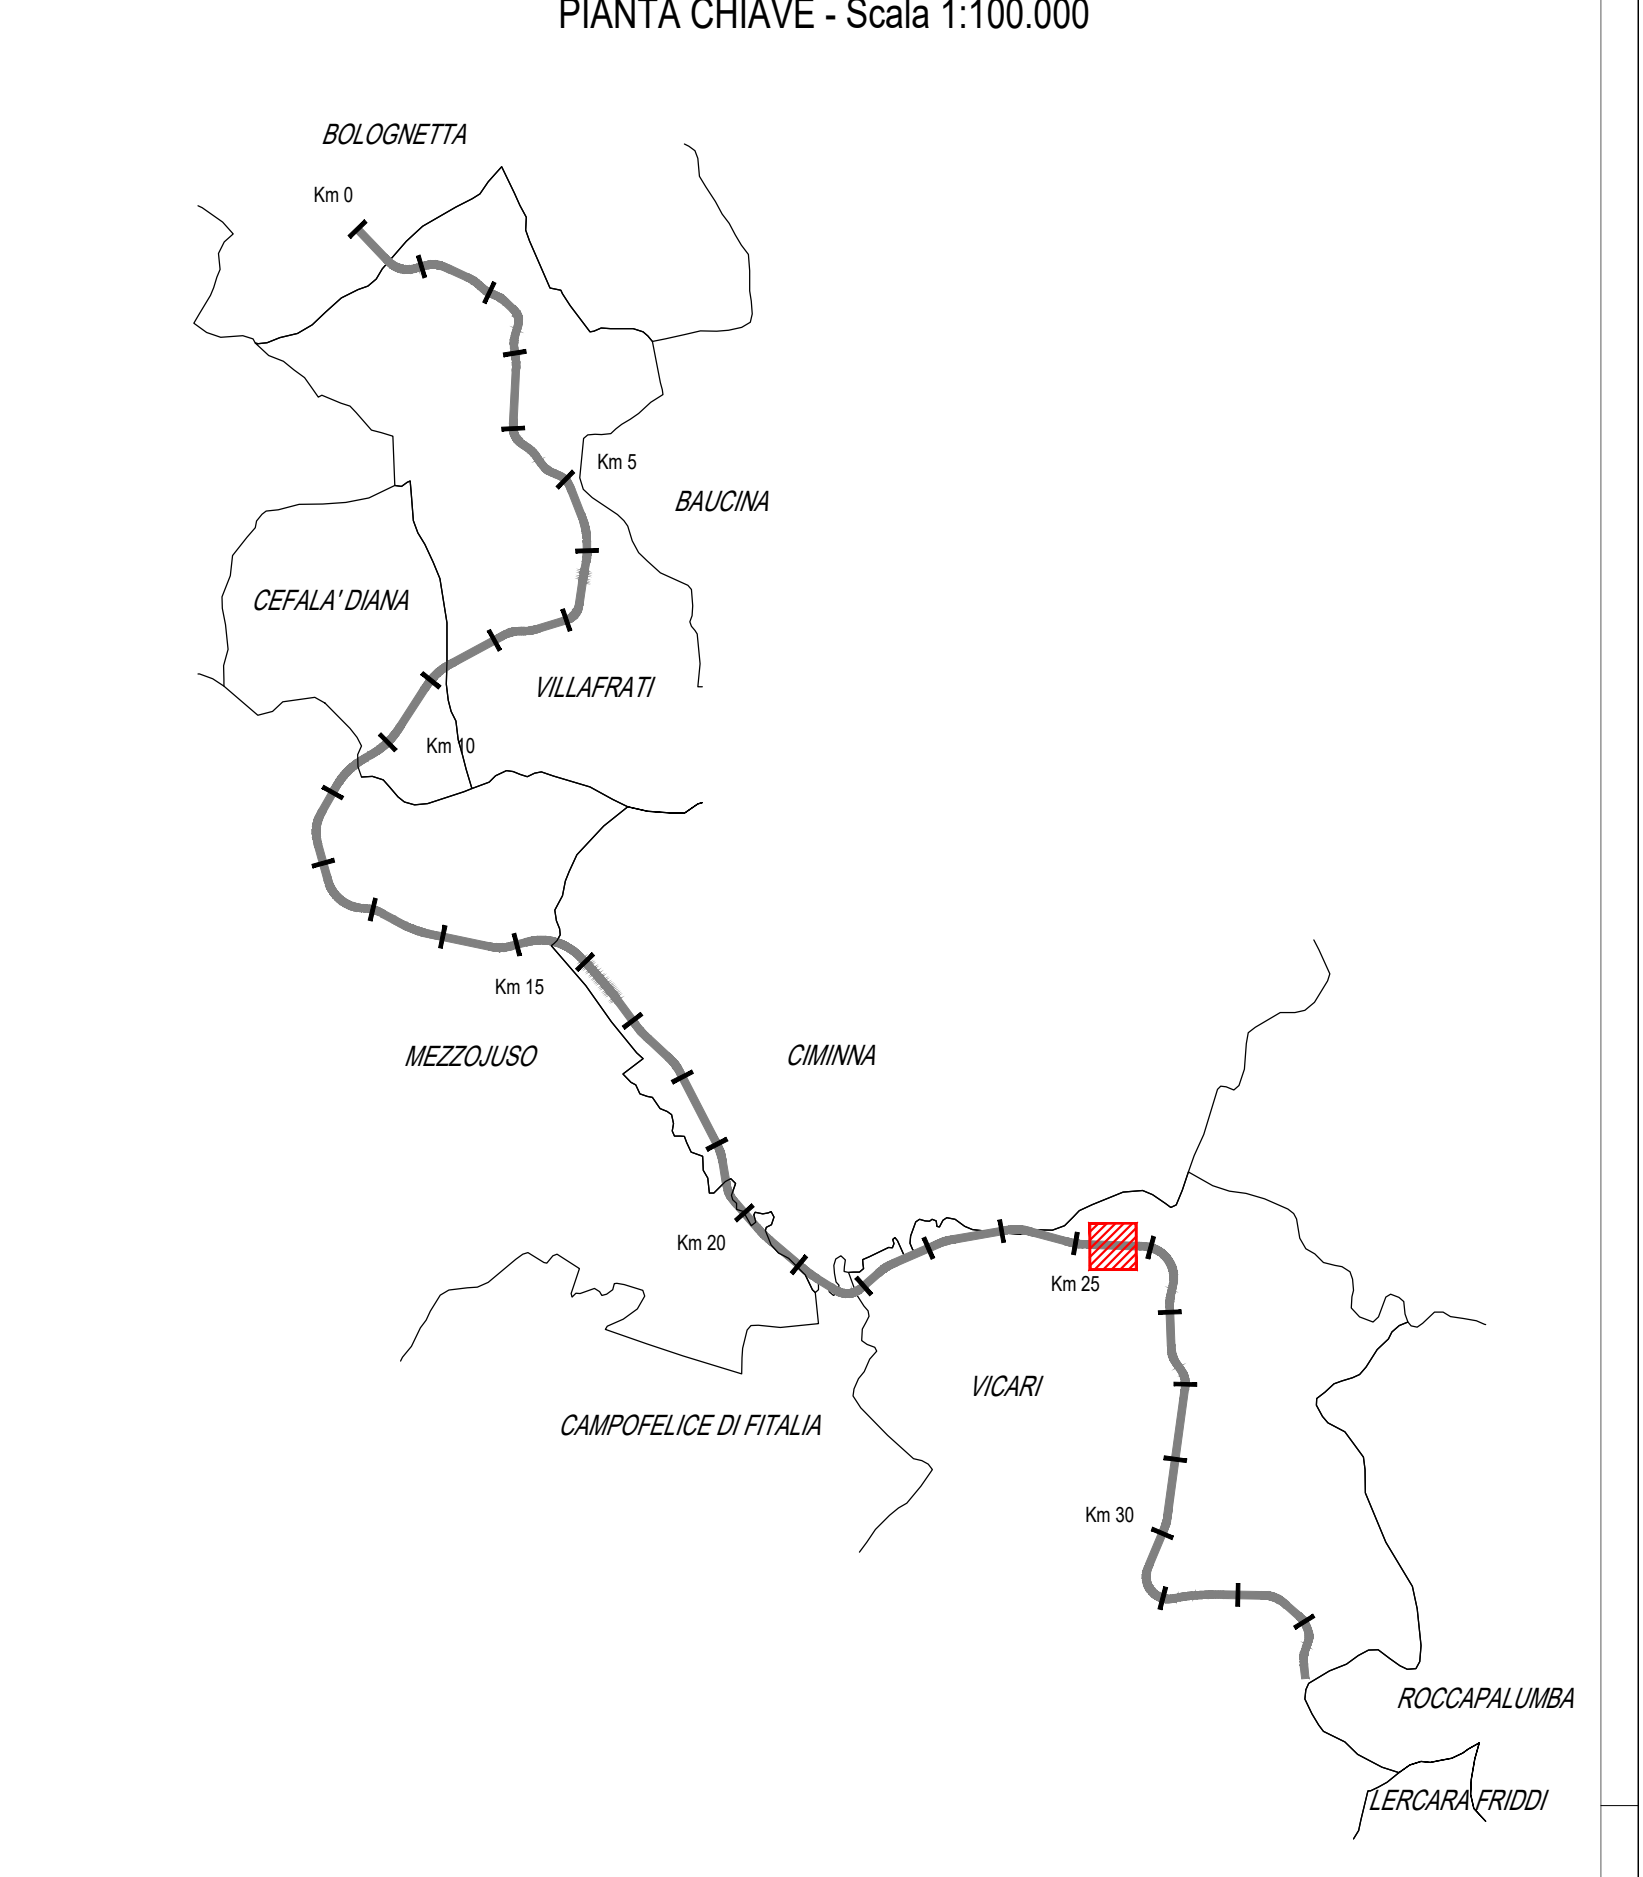 PIANTA CHIAVE - Scala 1:100.000
BOLOGNETTA
Km 0
Km 5
BAUCINA
CEFALA' DIANA
VILLAFRATI
Km 10
Km 15
MEZZOJUSO
CIMINNA
Km 20
Km 25
VICARI
CAMPOFELICE DI FITALIA
Km 30
ROCCAPALUMBA
LERCARA FRIDDI